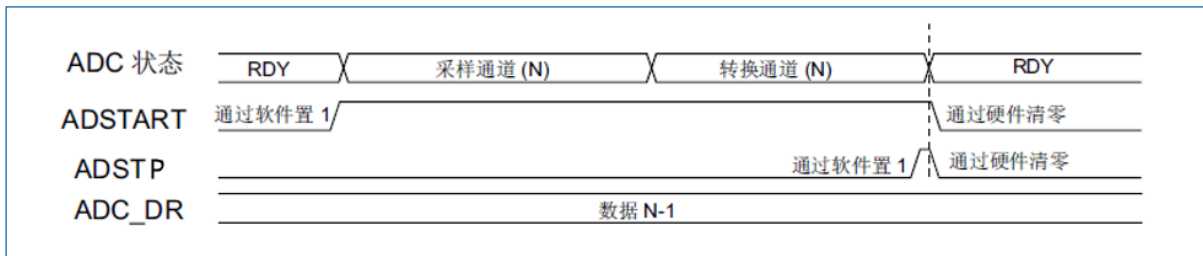 ADC 状态 RDY 采样通道 (N) 转换通道 (N) RDY
ADSTART 通过软件置 1 通过硬件清零
ADSTP 通过软件置 1 通过硬件清零
ADC_DR 数据 N-1